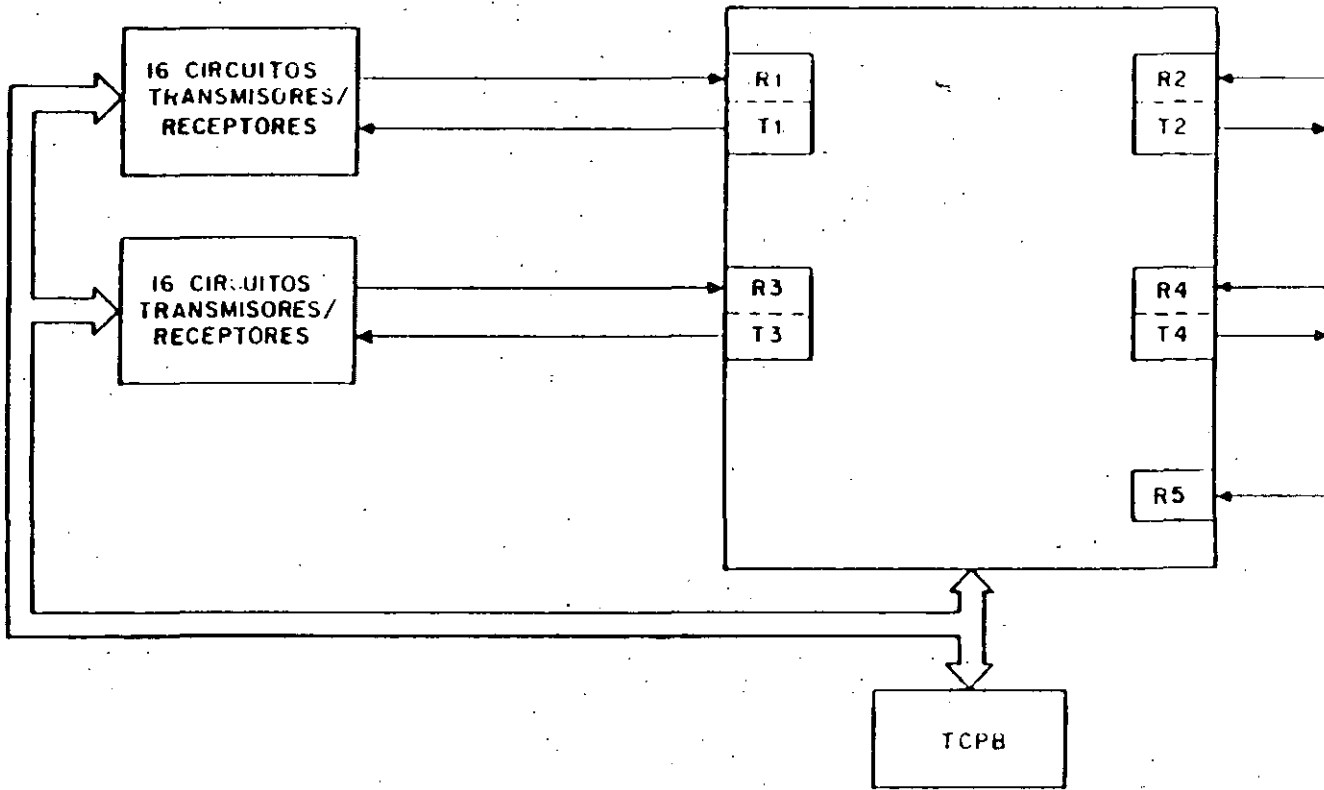 16 CIRCUITOS
TRANSMISORES/
RECEPTORES
R1
T1
R2
T2
16 CIRCUITOS
TRANSMISORES/
RECEPTORES
R3
T3
R4
T4
R5
TCPB